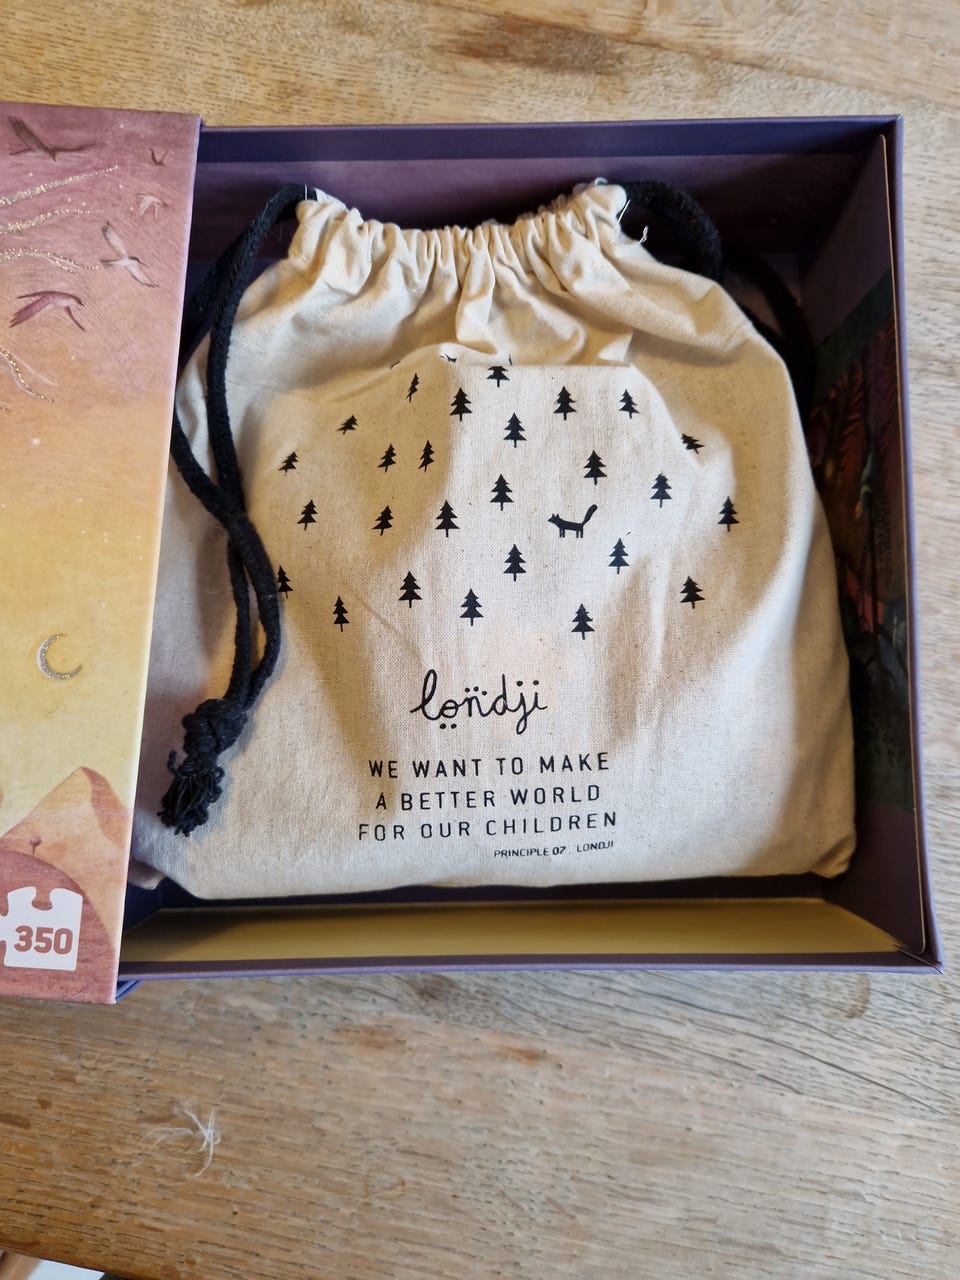 londji
WE WANT TO MAKE
A BETTER WORLD
FOR OUR CHILDREN
PRINCIPLE 07 . LONDJI
350